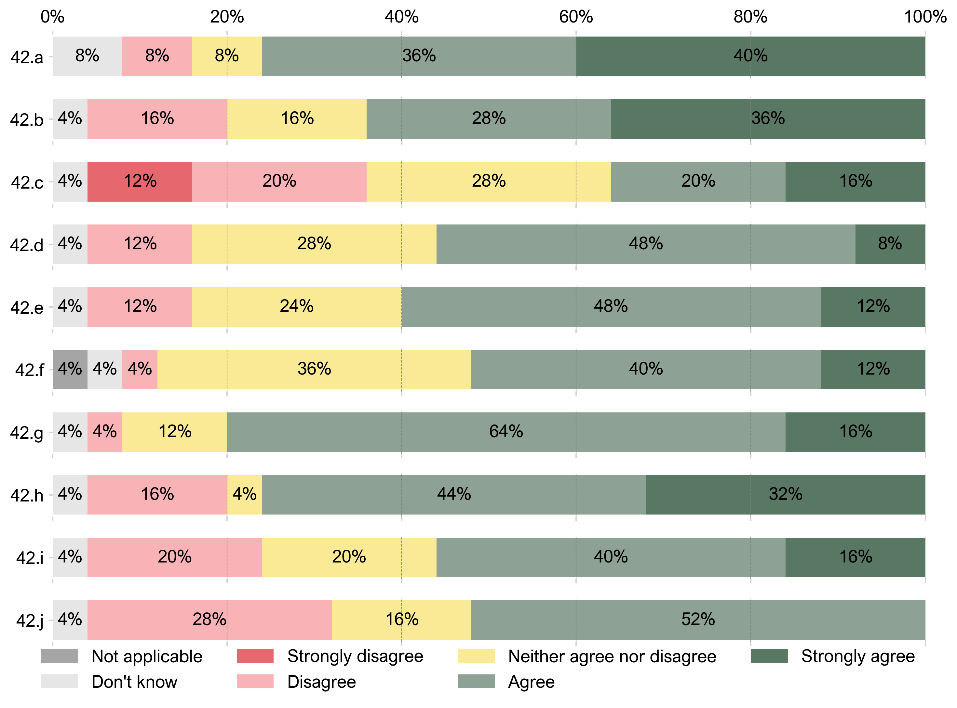 0% 20% 40% 60% 80% 100%
42.a 8% 8% 8% 36% 40%
42.b 4% 16% 16% 28% 36%
42.c 4% 12% 20% 28% 20% 16%
42.d 4% 12% 28% 48% 8%
42.e 4% 12% 24% 48% 12%
42.f 4% 4% 4% 36% 40% 12%
42.g 4% 4% 12% 64% 16%
42.h 4% 16% 4% 44% 32%
42.i 4% 20% 20% 40% 16%
42.j 4% 28% 16% 52%
Not applicable Strongly disagree Neither agree nor disagree Strongly agree
Don't know Disagree Agree